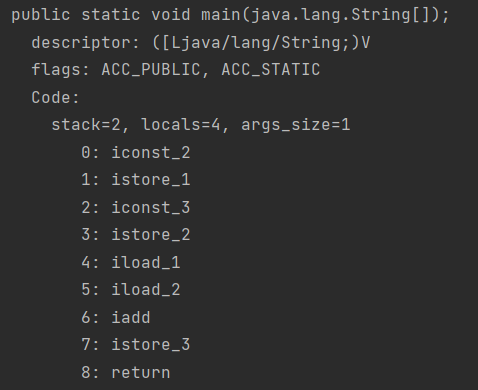 public static void main(java.lang.String[]);
descriptor: ([Ljava/lang/String;)V
flags: ACC_PUBLIC, ACC_STATIC
Code:
stack=2, locals=4, args_size=1
0: iconst_2
1: istore_1
2: iconst_3
3: istore_2
4: iload_1
5: iload_2
6: iadd
7: istore_3
8: return